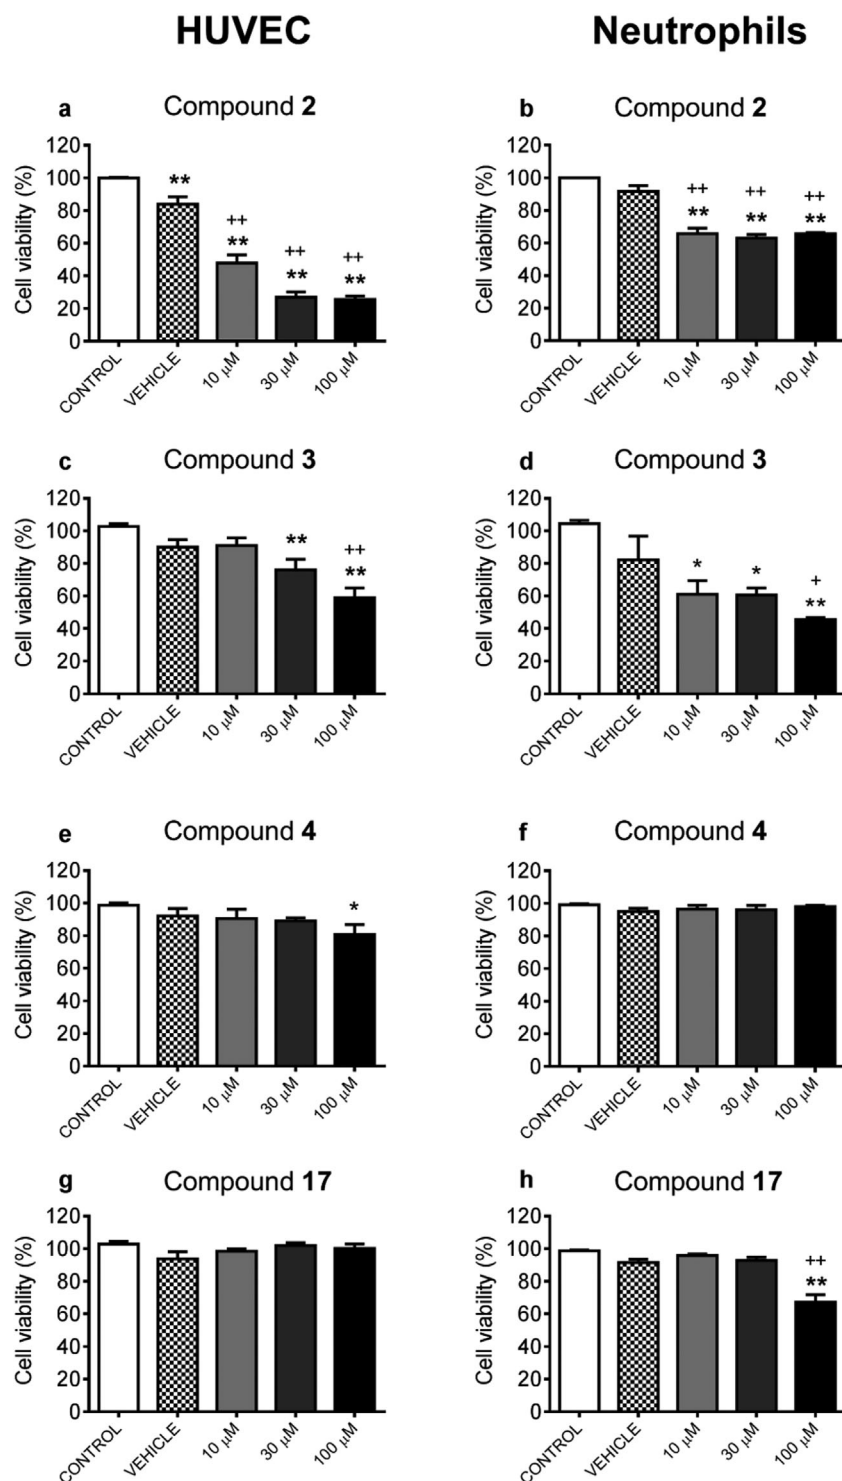 HUVEC Neutrophils
a Compound 2
Cell viability (%)
120
100
80
60
40
20
0
**
++
**
++
**
++
**
CONTROL
VEHICLE
10 μM
30 μM
100 μM
b Compound 2
Cell viability (%)
120
100
80
60
40
20
0
++
**
++
**
++
**
CONTROL
VEHICLE
10 μM
30 μM
100 μM
c Compound 3
Cell viability (%)
120
100
80
60
40
20
0
**
++
**
CONTROL
VEHICLE
10 μM
30 μM
100 μM
d Compound 3
Cell viability (%)
120
100
80
60
40
20
0
*
*
+
**
CONTROL
VEHICLE
10 μM
30 μM
100 μM
e Compound 4
Cell viability (%)
120
100
80
60
40
20
0
*
CONTROL
VEHICLE
10 μM
30 μM
100 μM
f Compound 4
Cell viability (%)
120
100
80
60
40
20
0
CONTROL
VEHICLE
10 μM
30 μM
100 μM
g Compound 17
Cell viability (%)
120
100
80
60
40
20
0
CONTROL
VEHICLE
10 μM
30 μM
100 μM
h Compound 17
Cell viability (%)
120
100
80
60
40
20
0
++
**
CONTROL
VEHICLE
10 μM
30 μM
100 μM